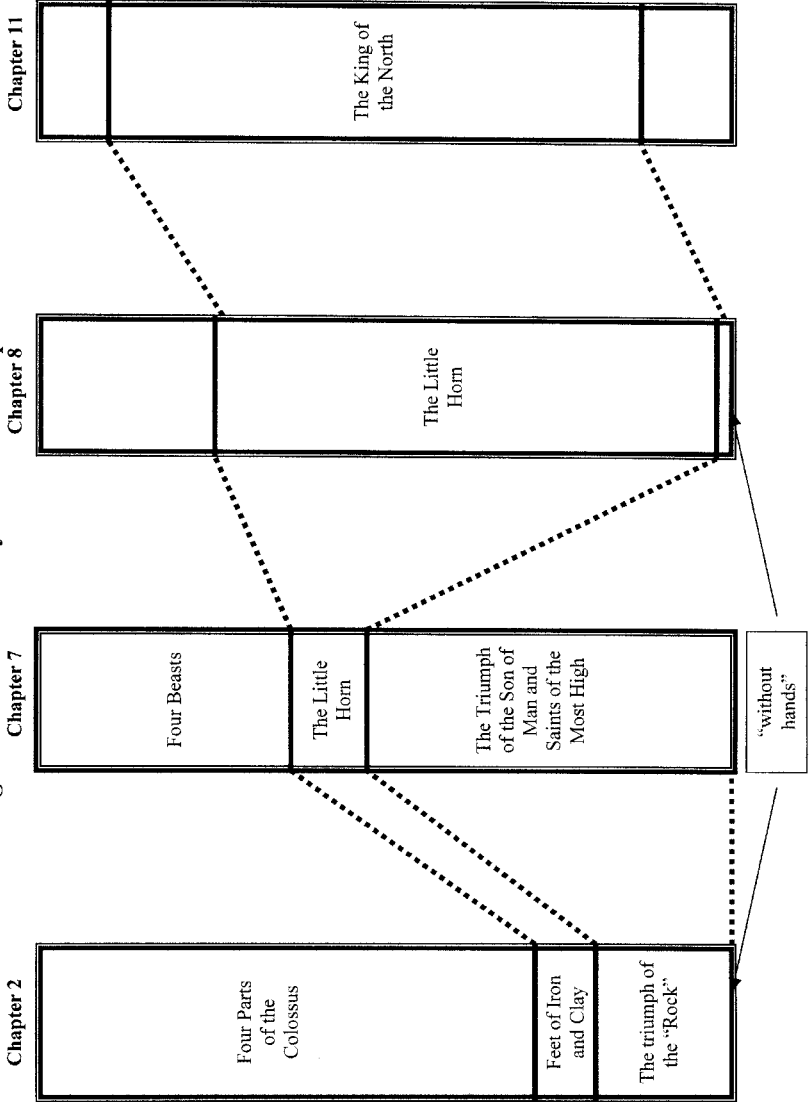 Chapter 2
Four Parts
of the
Colossus
Feet of Iron
and Clay
The triumph of
the “Rock”
Chapter 7
Four Beasts
The Little
Horn
The Triumph
of the Son of
Man and
Saints of the
Most High
“without
hands”
Chapter 8
The Little
Horn
Chapter 11
The King of
the North